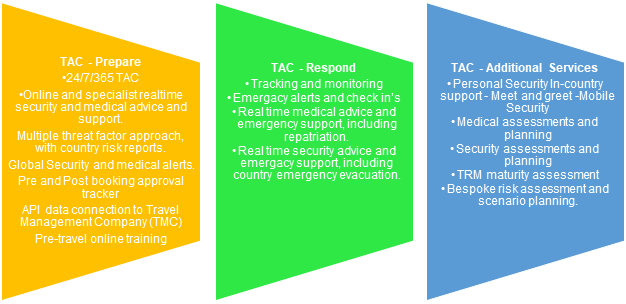 TAC - Prepare
•24/7/365 TAC
•Online and specialist realtime
security and medical advice and
support.
Multiple threat factor approach,
with country risk reports.
Global Security and medical alerts.
Pre and Post booking approval
tracker
API data connection to Travel
Management Company (TMC)
Pre-travel online training
TAC - Respond
• Tracking and monitoring
• Emergacy alerts and check in's
• Real time medical advice and
emergency support, including
repatriation.
• Real time security advice and
emergacy support, including
country emergency evacuation.
TAC - Additional Services
• Personal Security In-country
support - Meet and greet -Mobile
Security
• Medical assessments and
planning
• Security assessments and
planning
• TRM maturity assessment
• Bespoke risk assessment and
scenario planning.